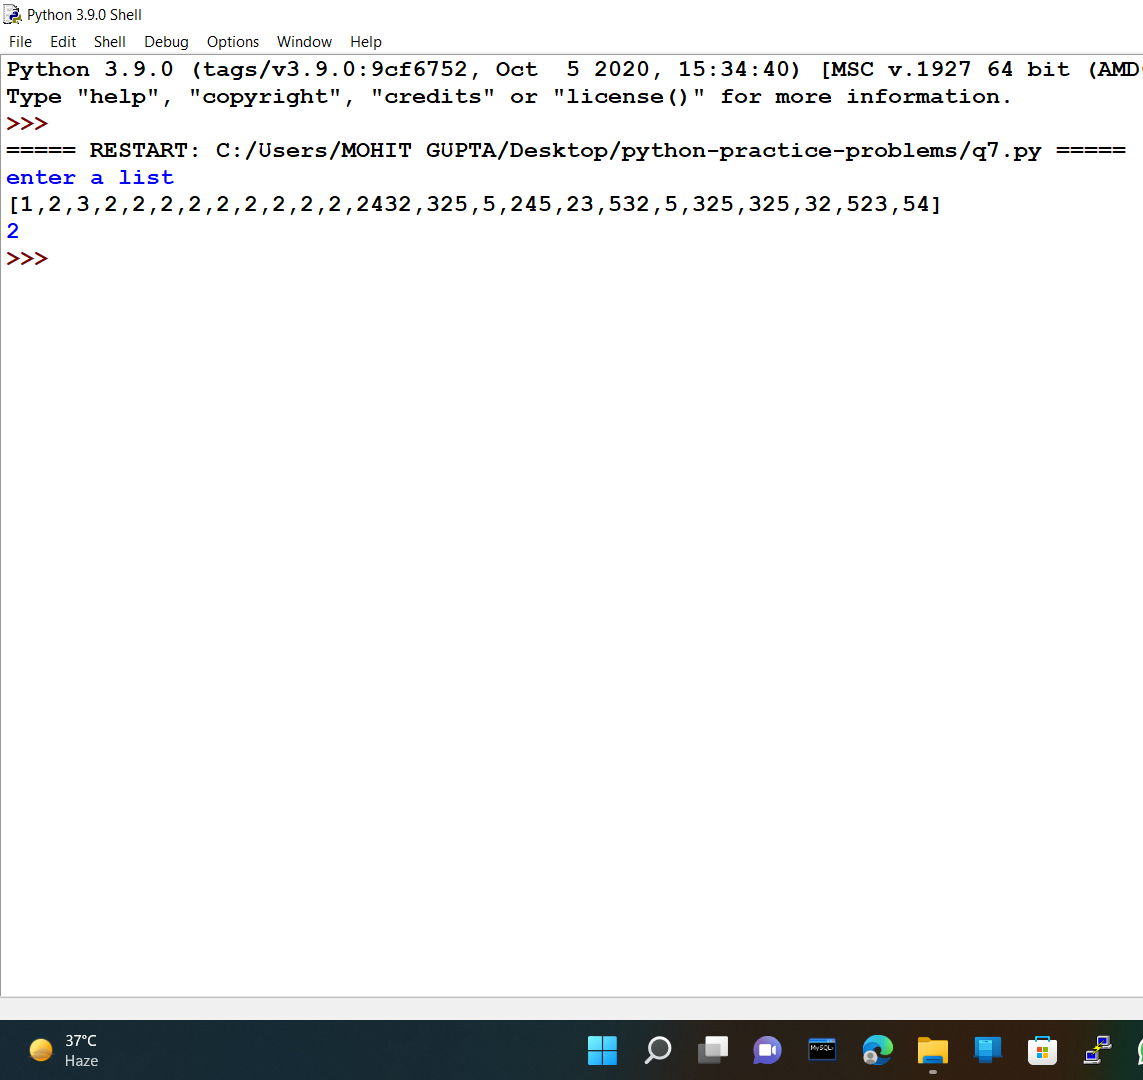 Python 3.9.0 Shell
File Edit Shell Debug Options Window Help
Python 3.9.0 (tags/v3.9.0:9cf6752, Oct  5 2020, 15:34:40) [MSC v.1927 64 bit (AMD
Type "help", "copyright", "credits" or "license()" for more information.
>>>
===== RESTART: C:/Users/MOHIT GUPTA/Desktop/python-practice-problems/q7.py =====
enter a list
[1,2,3,2,2,2,2,2,2,2,2,2,2432,325,5,245,23,532,5,325,325,32,523,54]
2
>>>
37°C
Haze
MySQL